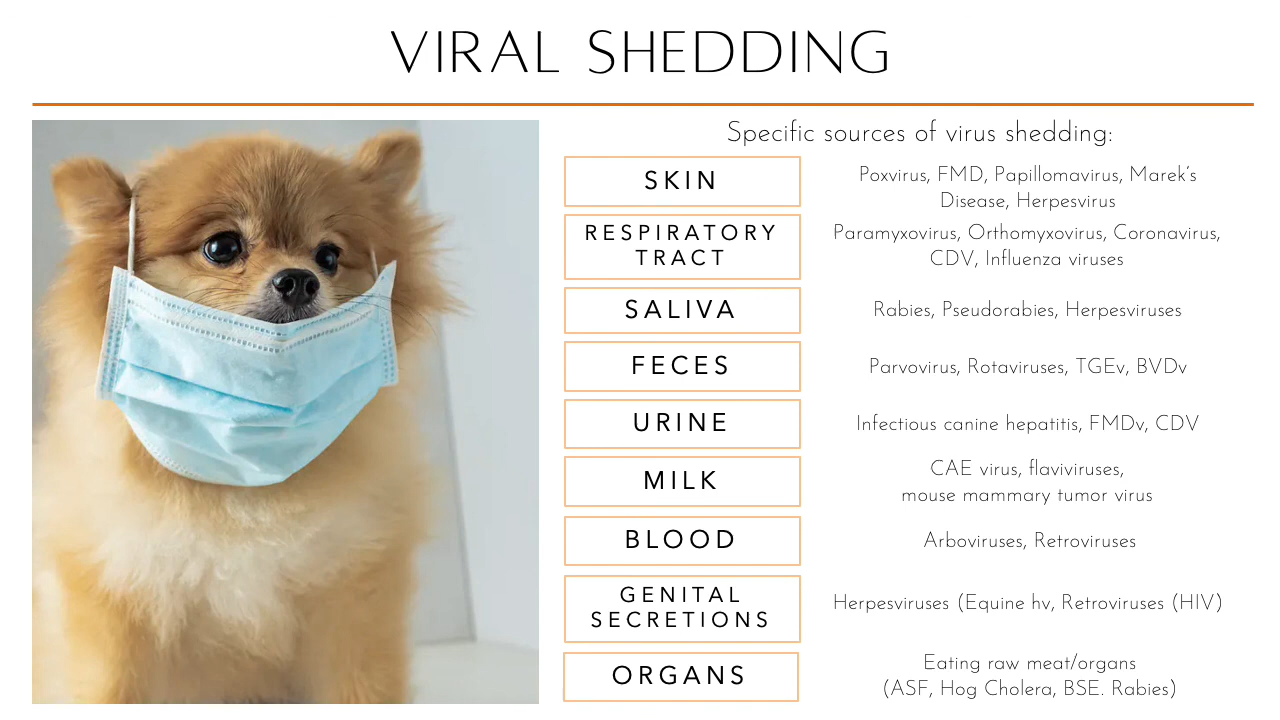 VIRAL SHEDDING
Specific sources of virus shedding:
SKIN
Poxvirus, FMD, Papillomavirus, Marek's
Disease, Herpesvirus
RESPIRATORY
TRACT
Paramyxovirus, Orthomyxovirus, Coronavirus,
CDV, Influenza viruses
SALIVA
Rabies, Pseudorabies, Herpesviruses
FECES
Parvovirus, Rotaviruses, TGEv, BVDv
URINE
Infectious canine hepatitis, FMDv, CDV
MILK
CAE virus, flaviviruses,
mouse mammary tumor virus
BLOOD
Arboviruses, Retroviruses
GENITAL
SECRETIONS
Herpesviruses (Equine hv, Retroviruses (HIV)
ORGANS
Eating raw meat/organs
(ASF, Hog Cholera, BSE. Rabies)